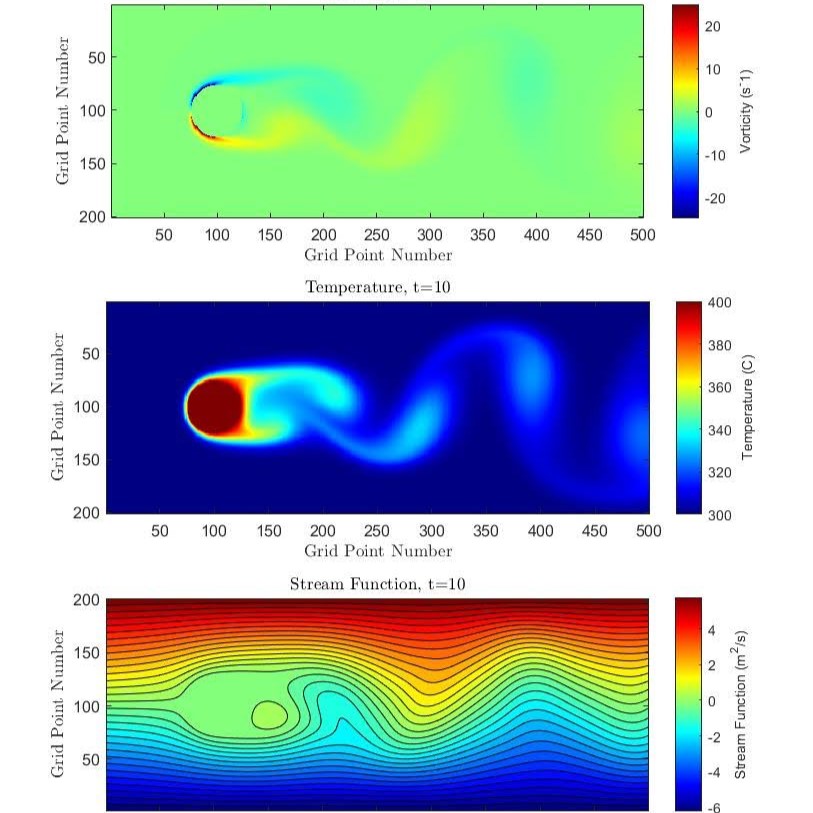 50
100
150
200
Grid Point Number
50 100 150 200 250 300 350 400 450 500
Grid Point Number
20
10
0
-10
-20
Vorticity (s⁻1)
Temperature, t=10
50
100
150
200
Grid Point Number
50 100 150 200 250 300 350 400 450 500
Grid Point Number
400
380
360
340
320
300
Temperature (C)
Stream Function, t=10
200
150
100
50
Grid Point Number
4
2
0
-2
-4
-6
Stream Function (m²/s)